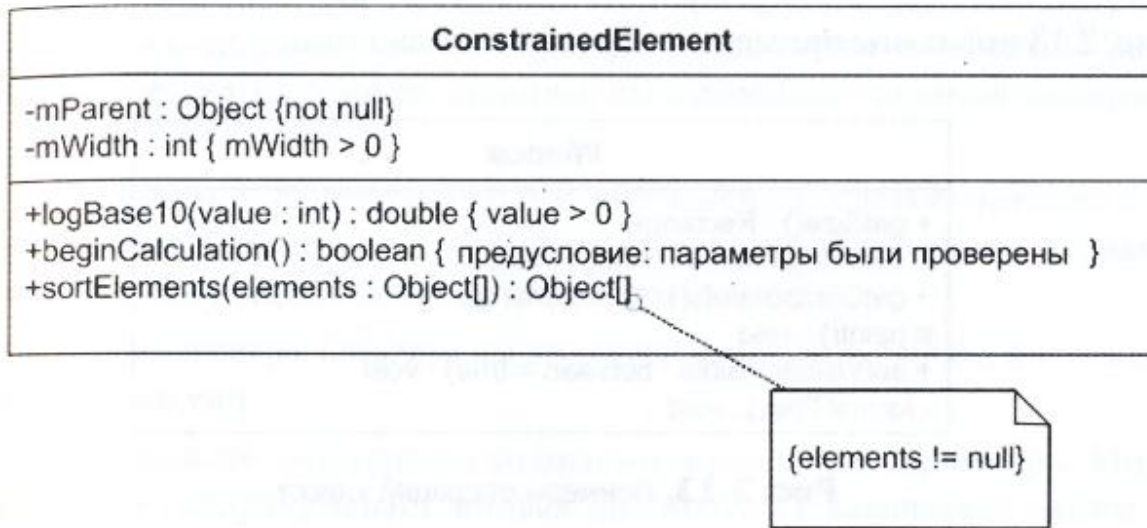 ConstrainedElement
-mParent : Object {not null}
-mWidth : int { mWidth > 0 }
+logBase10(value : int) : double { value > 0 }
+beginCalculation() : boolean { предусловие: параметры были проверены }
+sortElements(elements : Object[]) : Object[]
{elements != null}